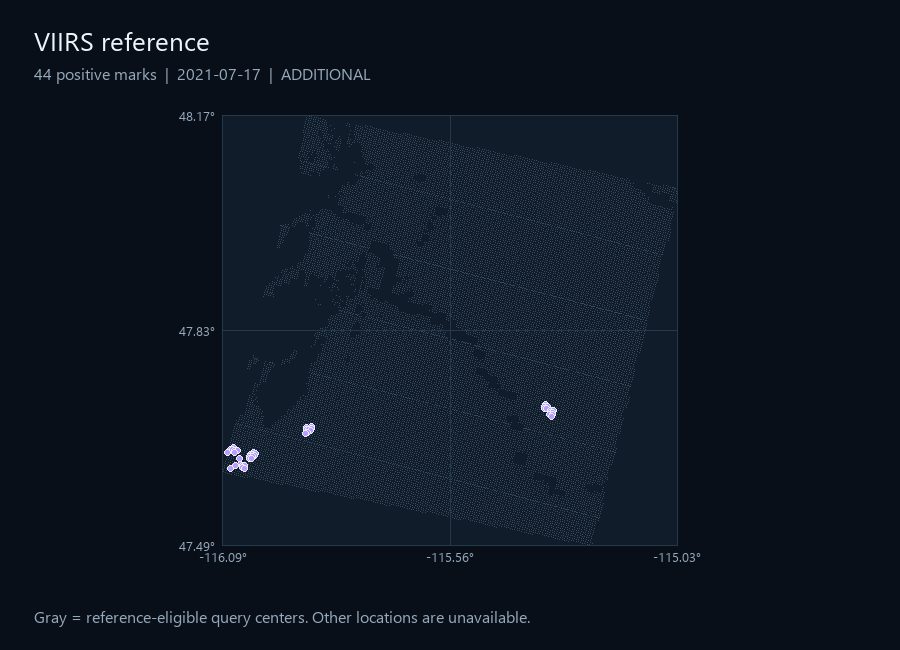 VIIRS reference
44 positive marks | 2021-07-17 | ADDITIONAL
48.17°
47.83°
47.49°
-116.09° -115.56° -115.03°
Gray = reference-eligible query centers. Other locations are unavailable.